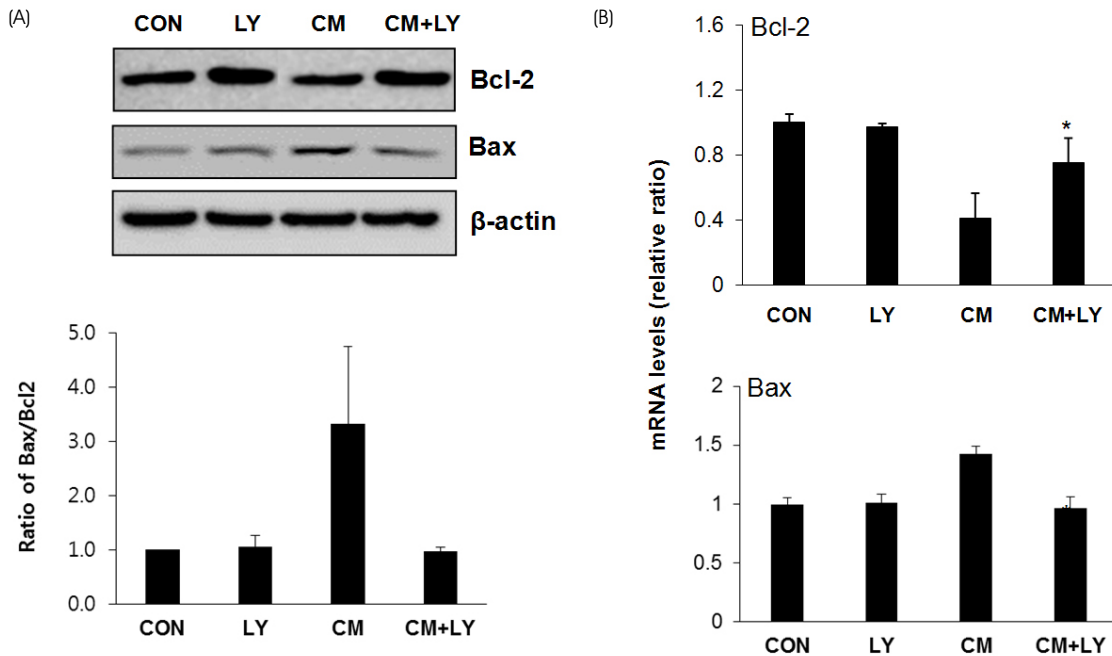 (A)
CON LY CM CM+LY
Bcl-2
Bax
β-actin
5.0
4.0
3.0
2.0
1.0
0.0
Ratio of Bax/Bcl2
CON LY CM CM+LY
(B)
Bcl-2
1.6
1.2
0.8
0.4
0
*
CON LY CM CM+LY
mRNA levels (relative ratio)
Bax
2
1.5
1
0.5
0
CON LY CM CM+LY